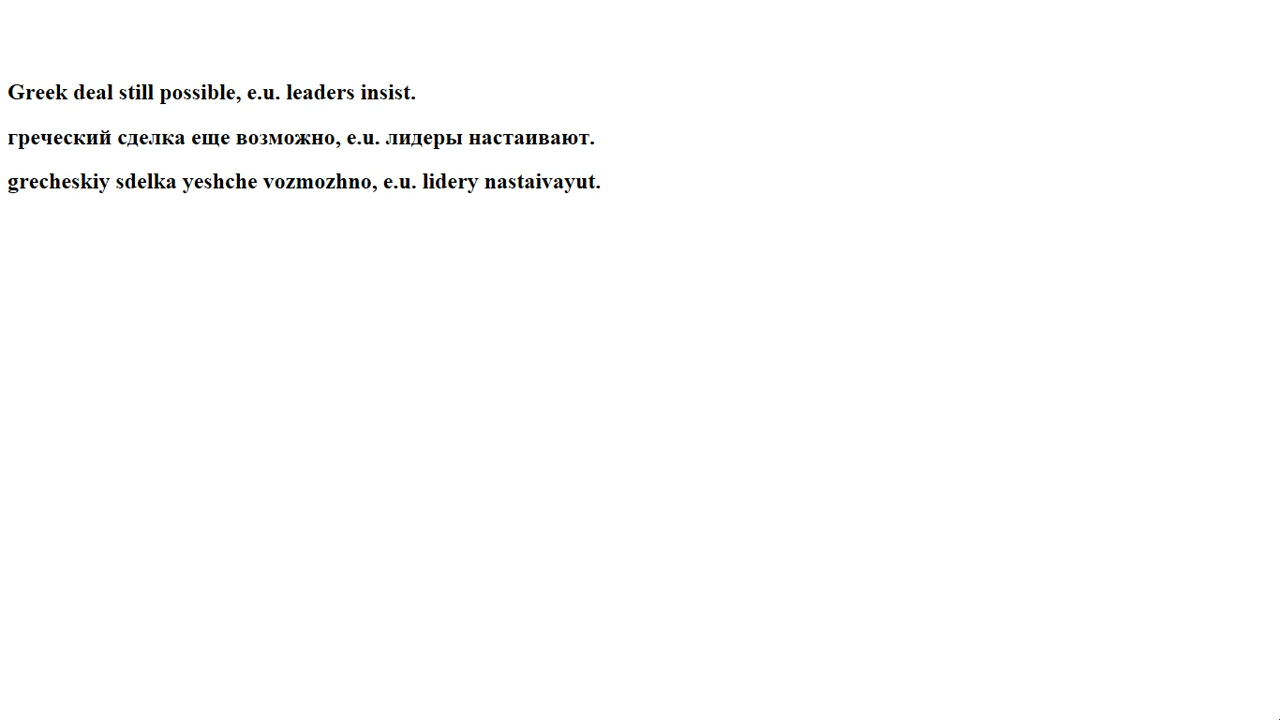 Greek deal still possible, e.u. leaders insist.
греческий сделка еще возможно, e.u. лидеры настаивают.
grecheskiy sdelka yeshche vozmozhno, e.u. lidery nastaivayut.